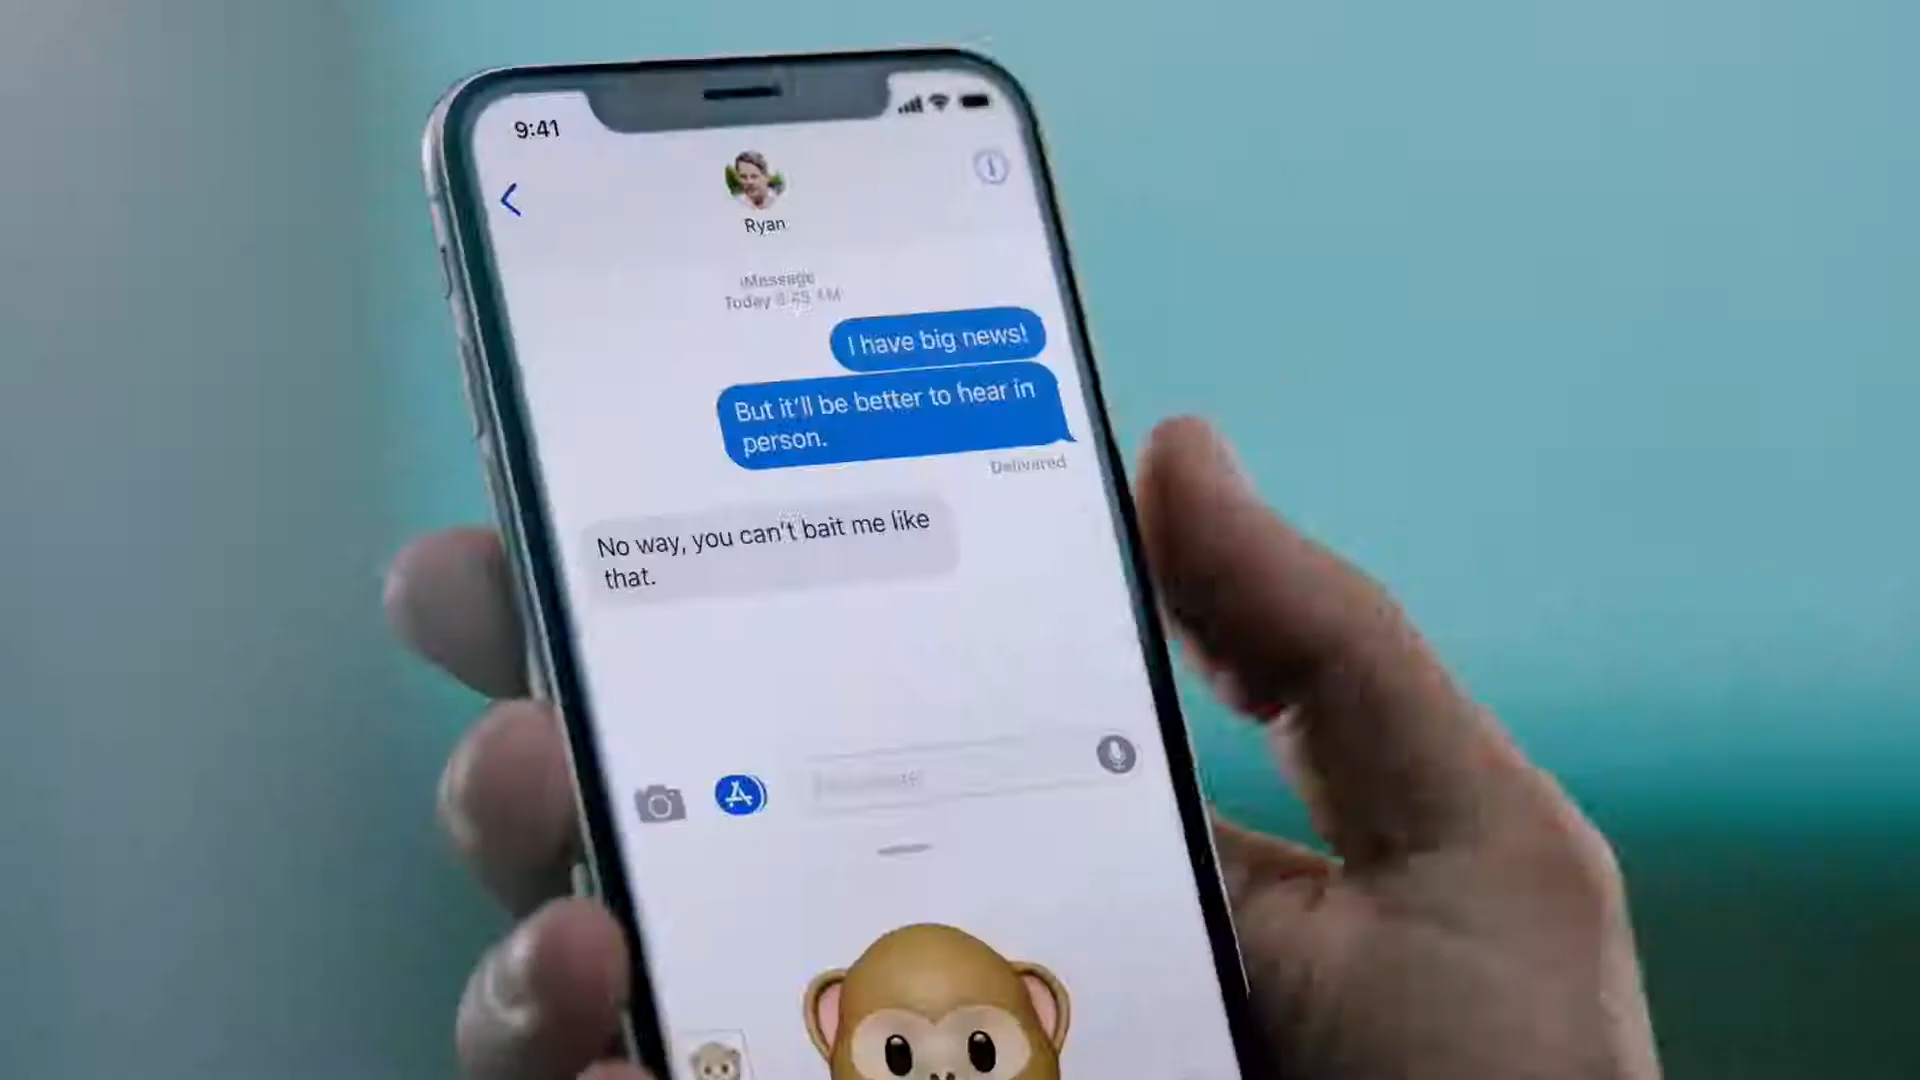 9:41
Ryan
iMessage
Today
I have big news!
But it'll be better to hear in
person.
Delivered
No way, you can't bait me like
that.